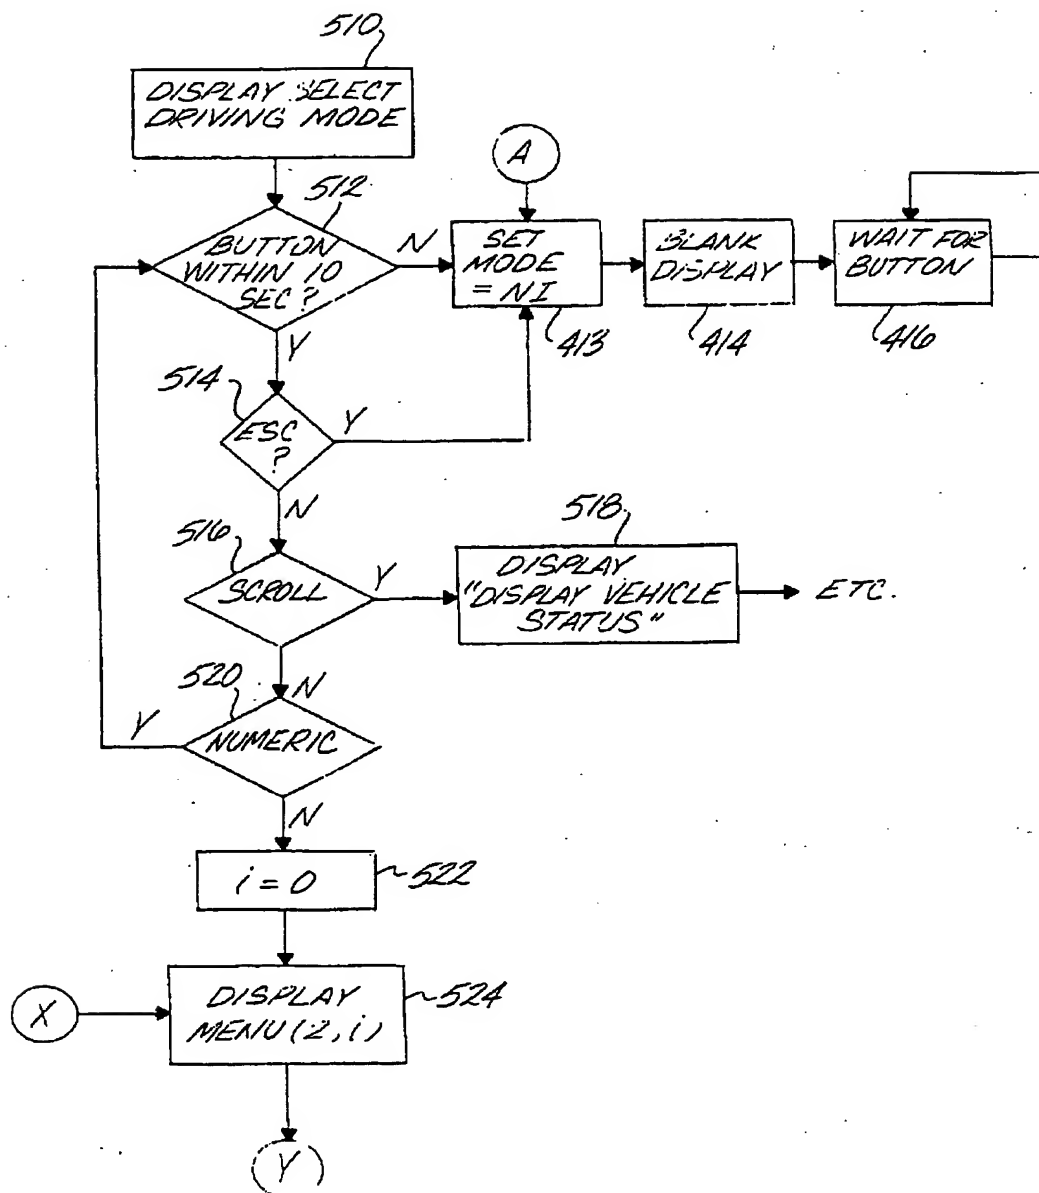 510
DISPLAY SELECT
DRIVING MODE
512
BUTTON
WITHIN 10
SEC?
N
Y
A
SET
MODE
= NI
413
BLANK
DISPLAY
414
WAIT FOR
BUTTON
416
514
ESC
?
Y
N
516
SCROLL
Y
N
518
DISPLAY
"DISPLAY VEHICLE
STATUS"
ETC.
520
NUMERIC
Y
N
i = 0
522
X
DISPLAY
MENU (2, i)
524
Y